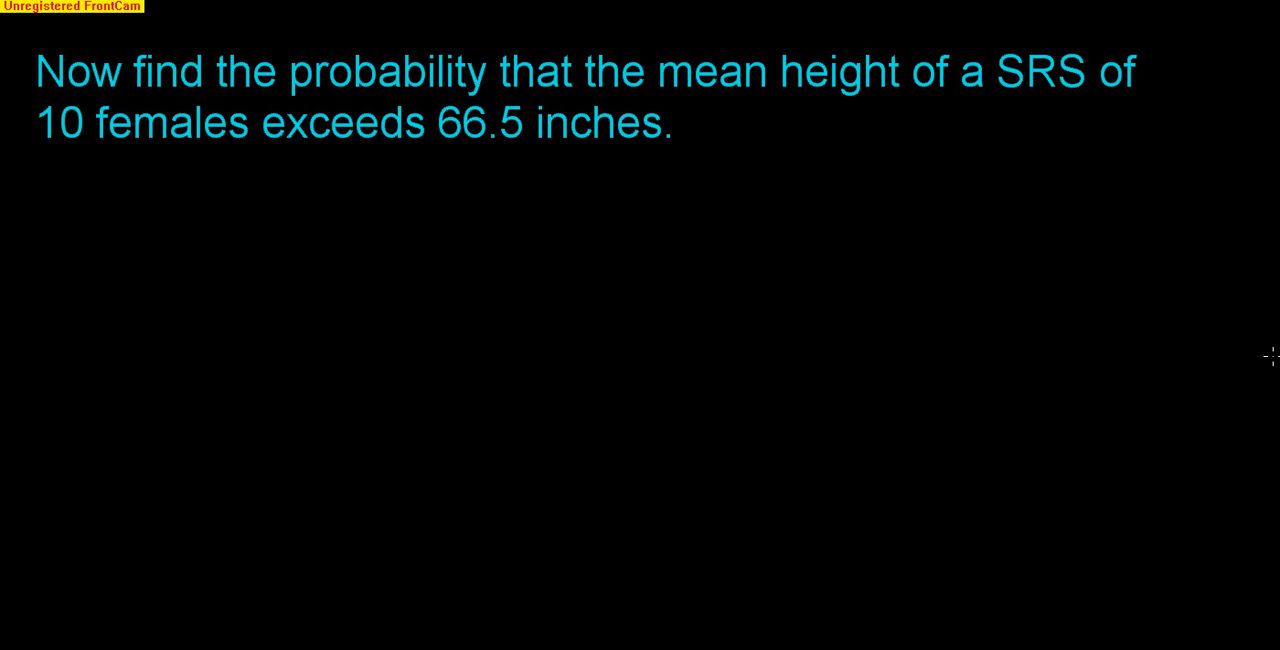 Unregistered FrontCam
Now find the probability that the mean height of a SRS of
10 females exceeds 66.5 inches.